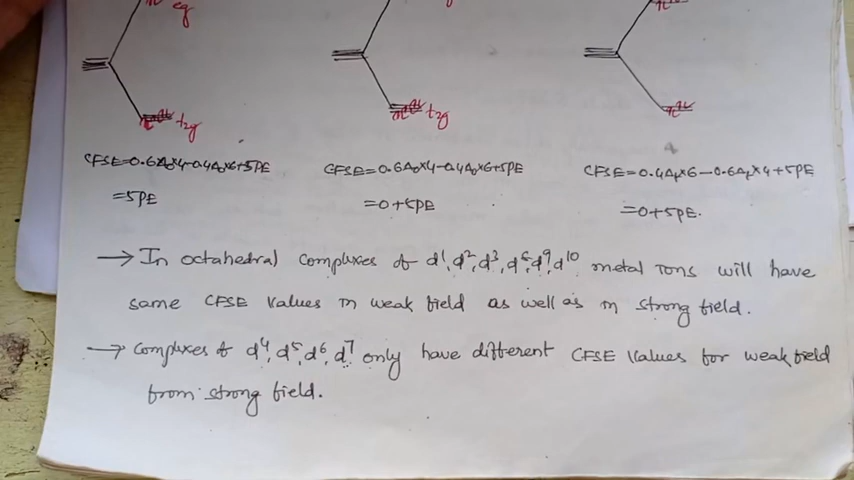 eg
t₂g t₂g
CFSE=0.6Δ₀×4-0.4Δ₀×6+5PE CFSE=0.6Δ₀×4-0.4Δ₀×6+5PE CFSE=0.4Δₜ×6-0.6Δₜ×4+5PE
=5PE =0+5PE =0+5PE.
→ In octahedral complexes of d¹, d², d³, d⁸, d⁹, d¹⁰ metal ions will have
same CFSE values in weak field as well as in strong field.
→ complexes of d⁴, d⁵, d⁶, d⁷ only have different CFSE values for weak field
from strong field.